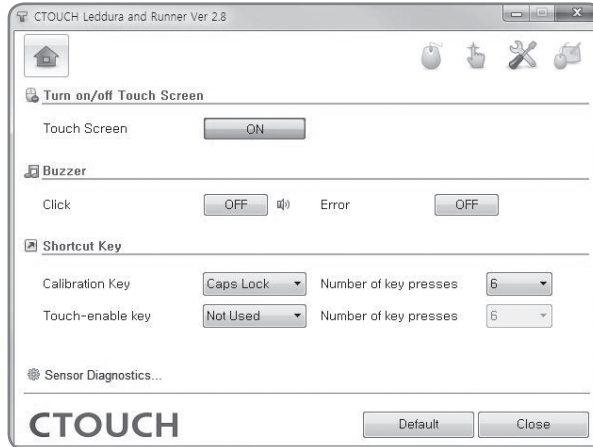 CTOUCH Leddura and Runner Ver 2.8
Turn on/off Touch Screen
Touch Screen ON
Buzzer
Click OFF Error OFF
Shortcut Key
Calibration Key Caps Lock Number of key presses 6
Touch-enable key Not Used Number of key presses 6
Sensor Diagnostics...
CTOUCH Default Close